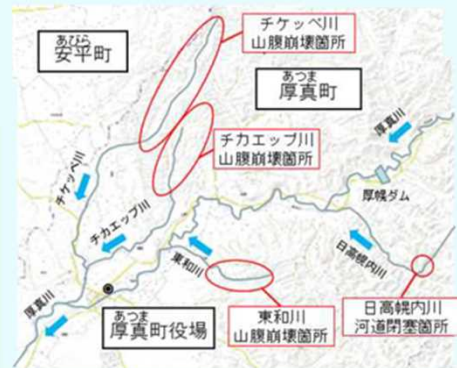 チケッペ川
山腹崩壊箇所
あびら
安平町
あつま
厚真町
厚真川
チカエップ川
山腹崩壊箇所
チケッペ川
厚幌ダム
チカエップ川
東和川
日高幌内川
厚真川
あつま
厚真町役場
東和川
山腹崩壊箇所
日高幌内川
河道閉塞箇所